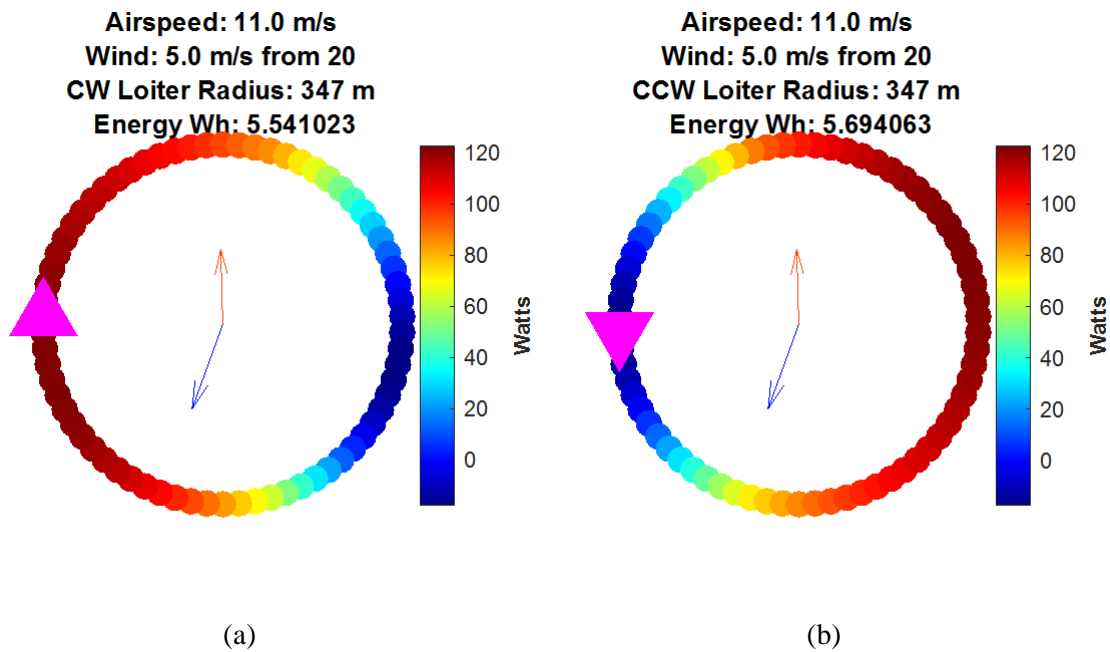 Airspeed: 11.0 m/s
Wind: 5.0 m/s from 20
CW Loiter Radius: 347 m
Energy Wh: 5.541023
120
100
80
60
40
20
0
Watts
(a)
Airspeed: 11.0 m/s
Wind: 5.0 m/s from 20
CCW Loiter Radius: 347 m
Energy Wh: 5.694063
120
100
80
60
40
20
0
Watts
(b)